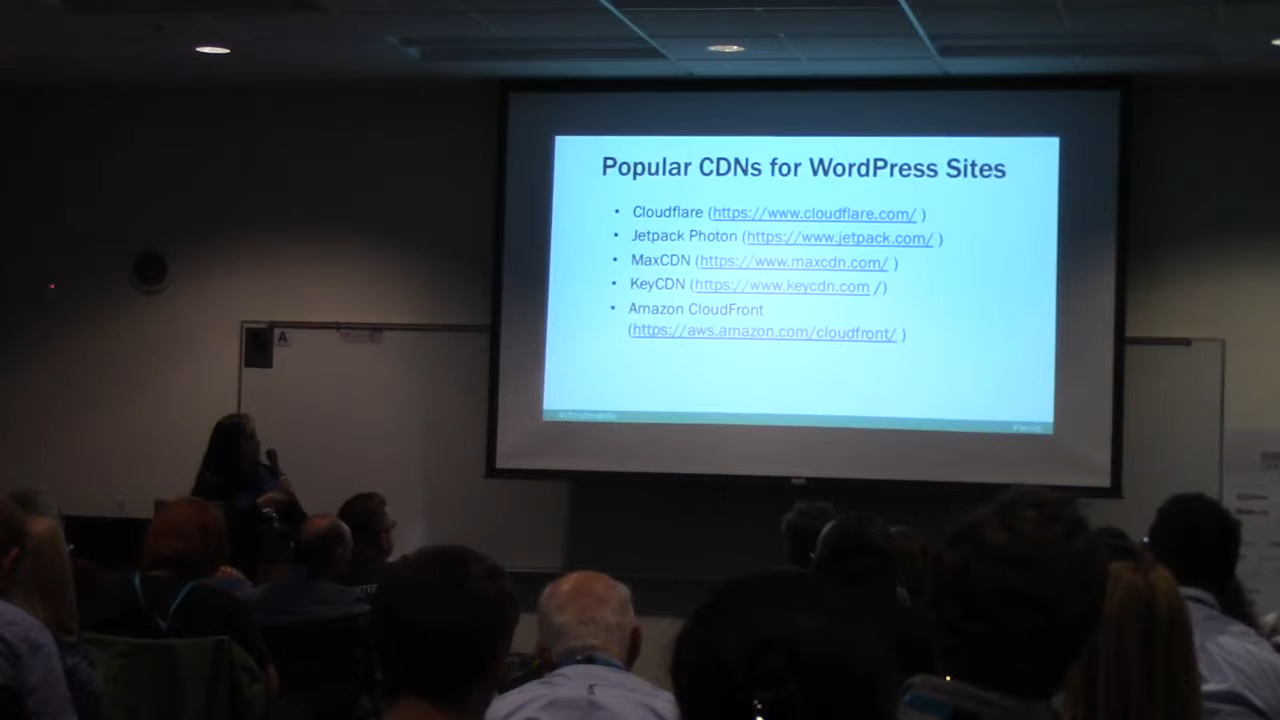 Popular CDNs for WordPress Sites
• Cloudflare (https://www.cloudflare.com/ )
• Jetpack Photon (https://www.jetpack.com/ )
• MaxCDN (https://www.maxcdn.com/ )
• KeyCDN (https://www.keycdn.com /)
• Amazon CloudFront
(https://aws.amazon.com/cloudfront/ )
A